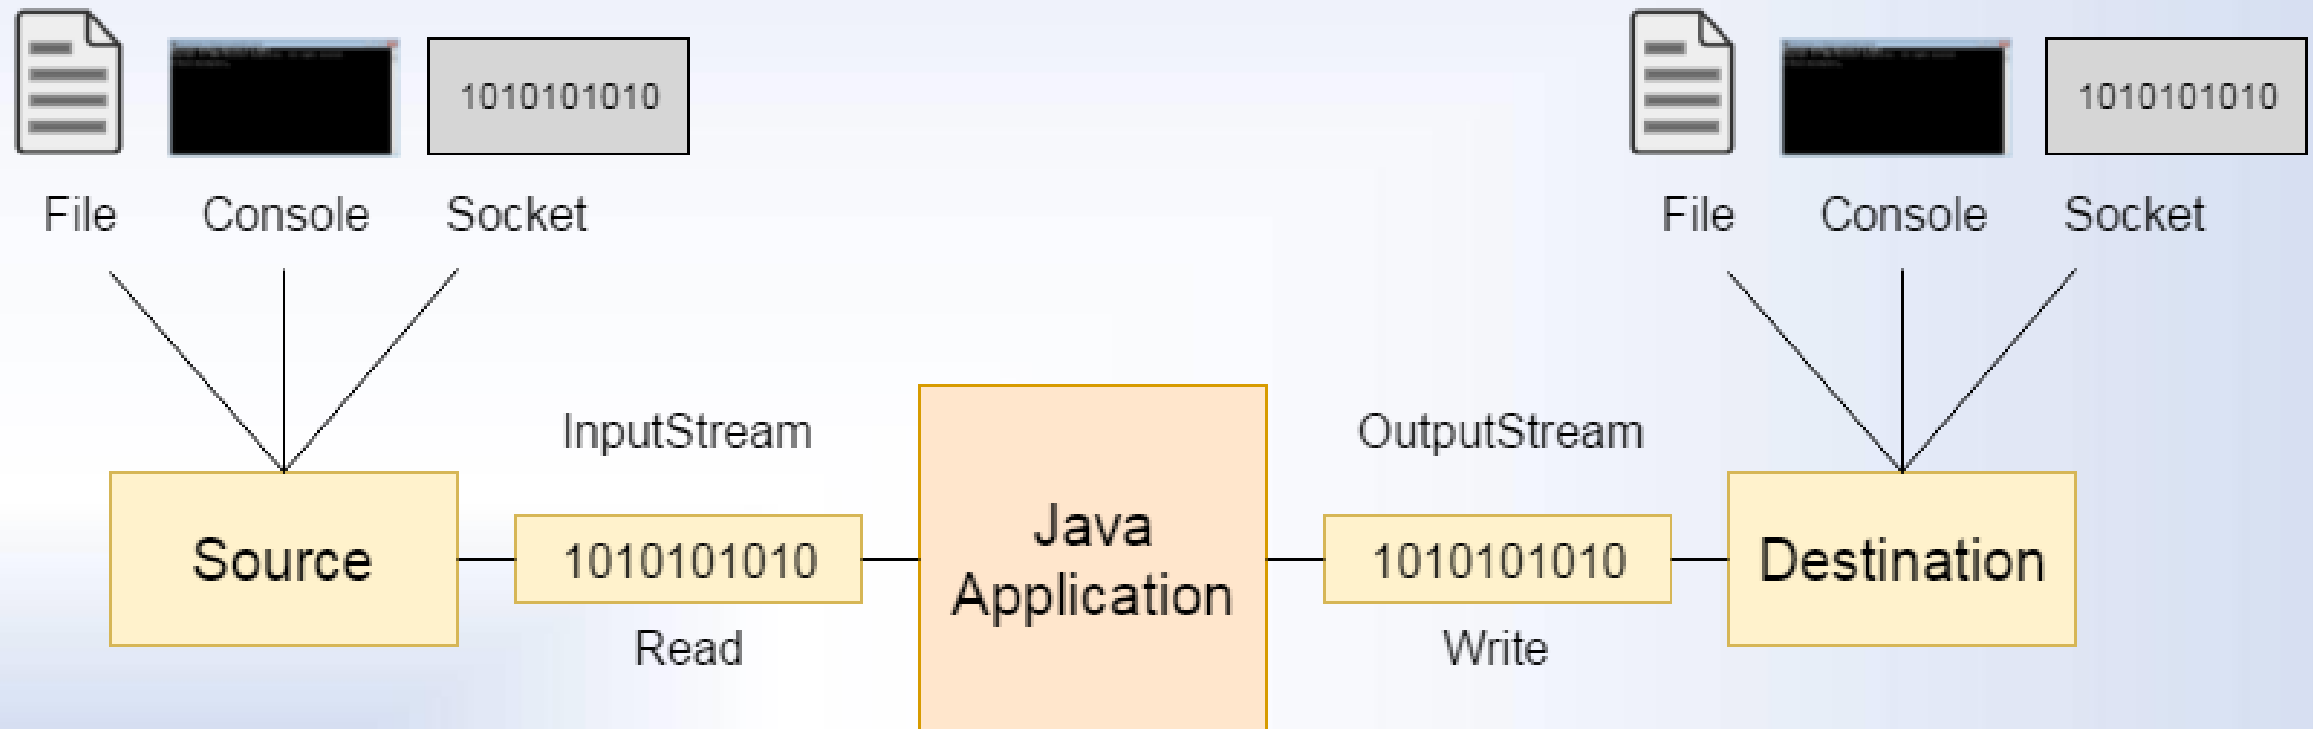 1010101010
1010101010
File Console Socket
File Console Socket
InputStream
OutputStream
Source
1010101010
Java
Application
1010101010
Destination
Read
Write